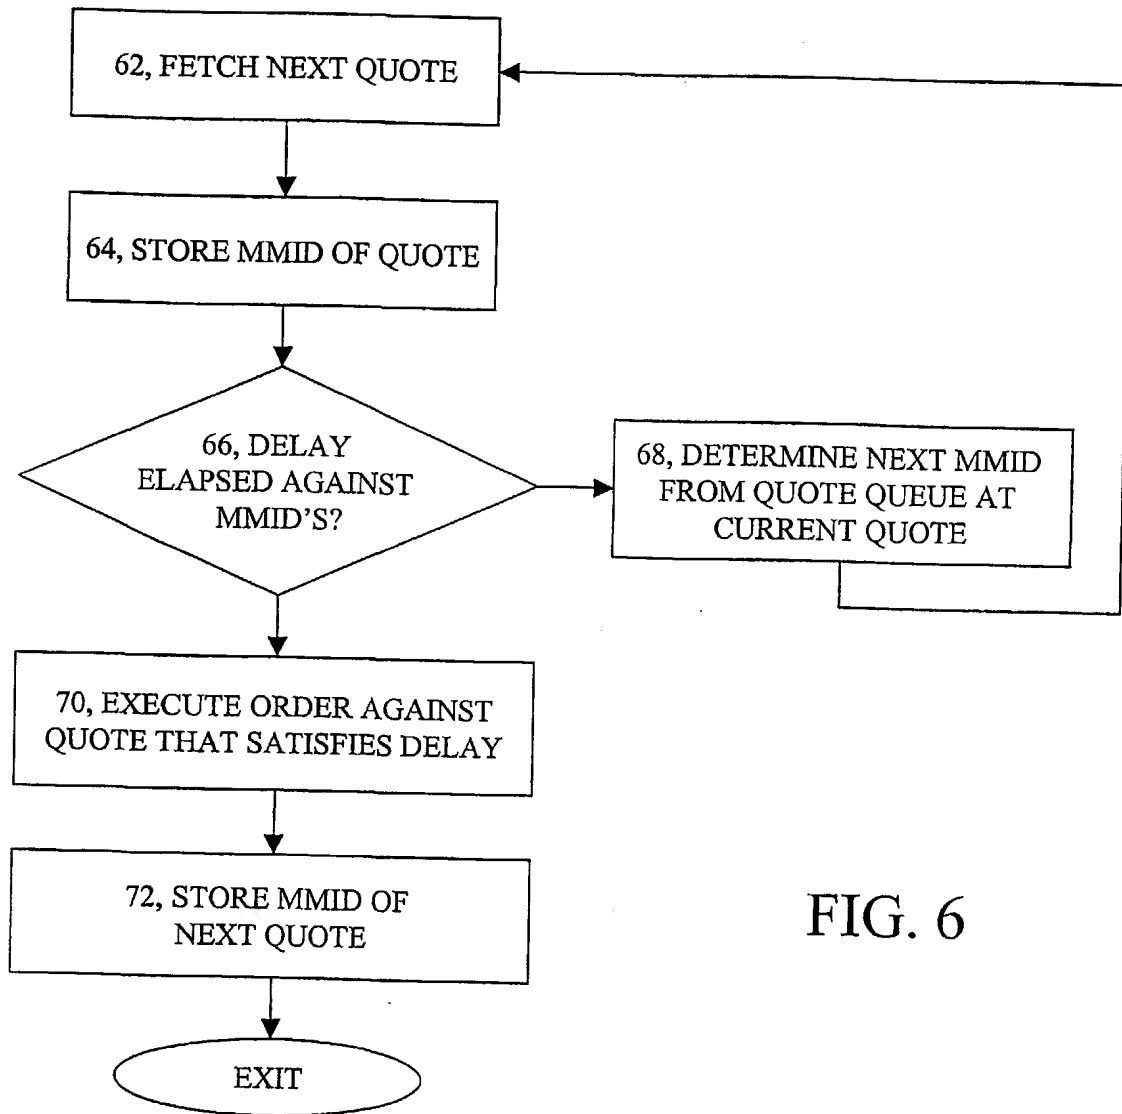 62, FETCH NEXT QUOTE
64, STORE MMID OF QUOTE
66, DELAY
ELAPSED AGAINST
MMID'S?
68, DETERMINE NEXT MMID
FROM QUOTE QUEUE AT
CURRENT QUOTE
70, EXECUTE ORDER AGAINST
QUOTE THAT SATISFIES DELAY
72, STORE MMID OF
NEXT QUOTE
FIG. 6
EXIT